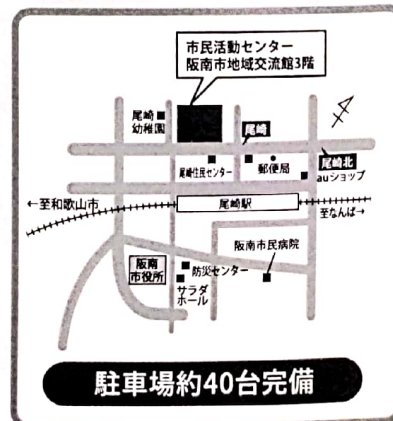 市民活動センター
阪南市地域交流館3階
尾崎
幼稚園
尾崎
尾崎住民センター
郵便局
尾崎北
auショップ
←至和歌山市
尾崎駅
至なんば→
阪南市民病院
阪南
市役所
防災センター
サラダ
ホール
駐車場約40台完備